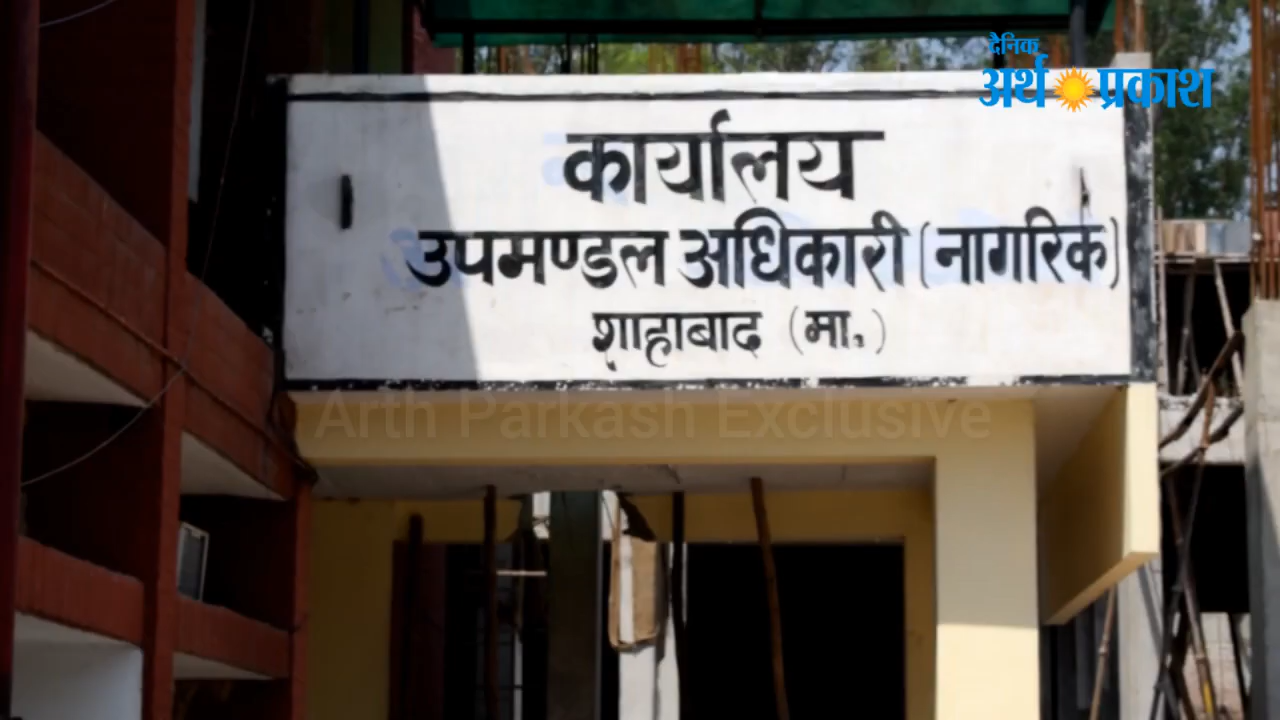 दैनिक
अर्थ प्रकाश
कार्यालय
उपमण्डल अधिकारी (नागरिक)
शाहाबाद (मा.)
Arth Parkash Exclusive